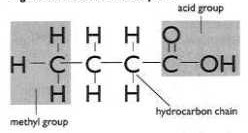 acid group
H H H O
H C C C C OH
H H H
hydrocarbon chain
methyl group